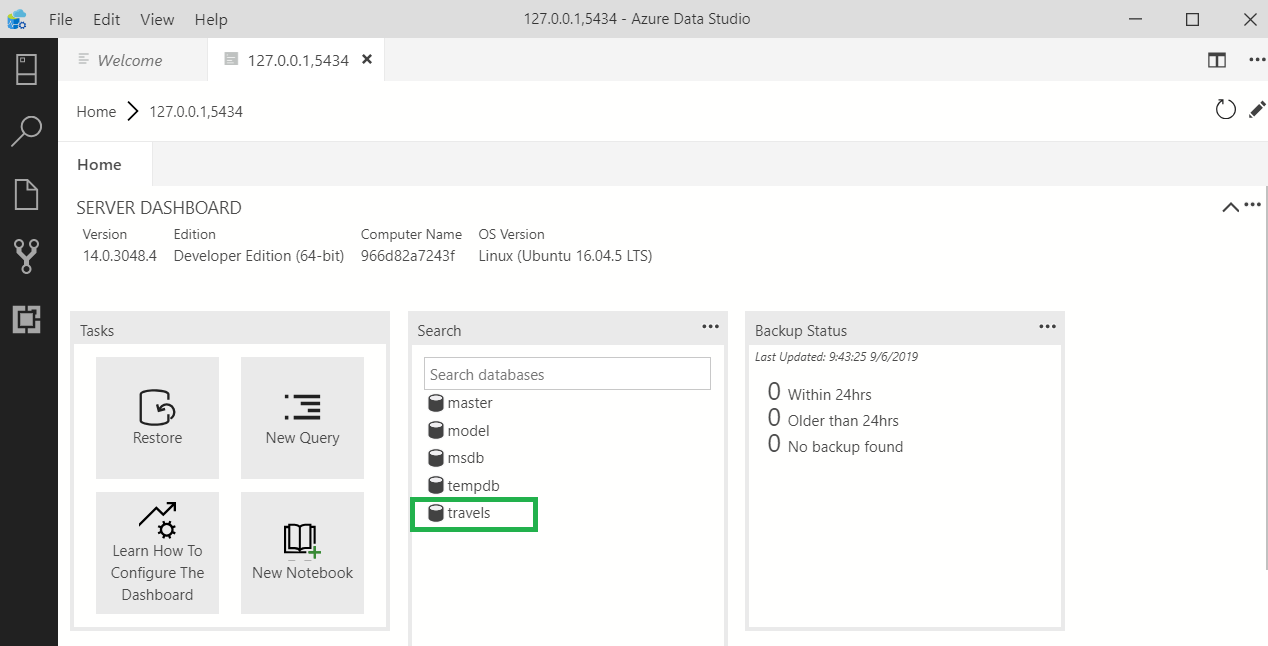 File Edit View Help 127.0.0.1,5434 - Azure Data Studio
Welcome 127.0.0.1,5434
Home 127.0.0.1,5434
Home
SERVER DASHBOARD
Version Edition Computer Name OS Version
14.0.3048.4 Developer Edition (64-bit) 966d82a7243f Linux (Ubuntu 16.04.5 LTS)
Tasks
Restore
New Query
Learn How To
Configure The
Dashboard
New Notebook
Search
Search databases
master
model
msdb
tempdb
travels
Backup Status
Last Updated: 9:43:25 9/6/2019
0 Within 24hrs
0 Older than 24hrs
0 No backup found